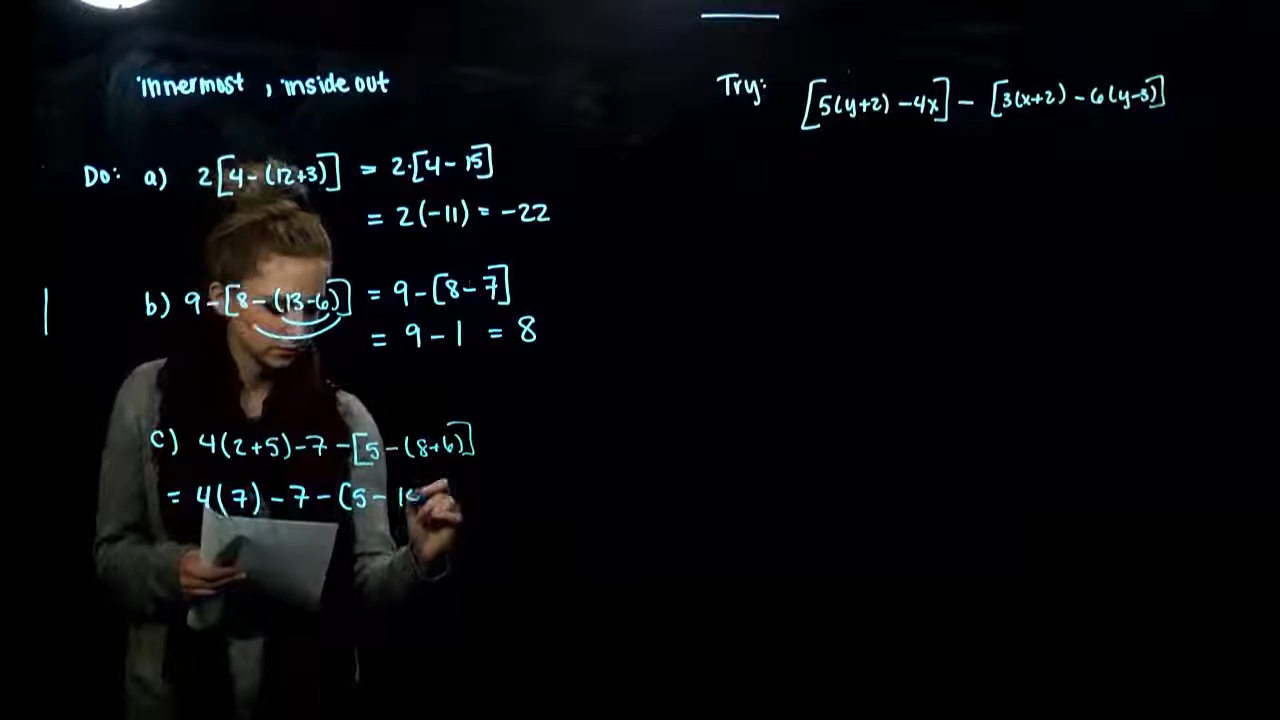 innermost, inside out
Do: a) 2[4-(12+3)] = 2·[4-15]
= 2(-11) = -22
b) 9-[8-(13-6)] = 9-[8-7]
= 9-1 = 8
c) 4(2+5)-7-[5-(8+6)]
= 4(7)-7-(5-
Try: [5(y+2)-4x]-[3(x+2)-6(y-3)]